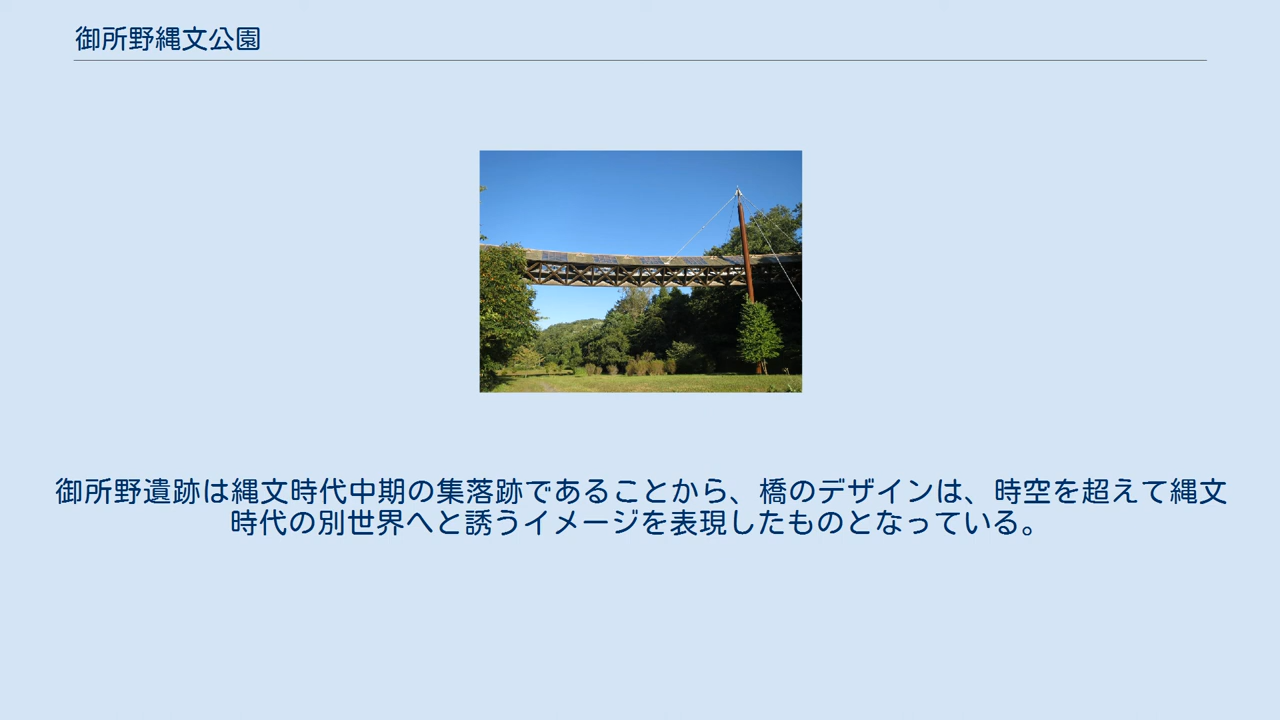 御所野縄文公園
御所野遺跡は縄文時代中期の集落跡であることから、橋のデザインは、時空を超えて縄文
時代の別世界へと誘うイメージを表現したものとなっている。